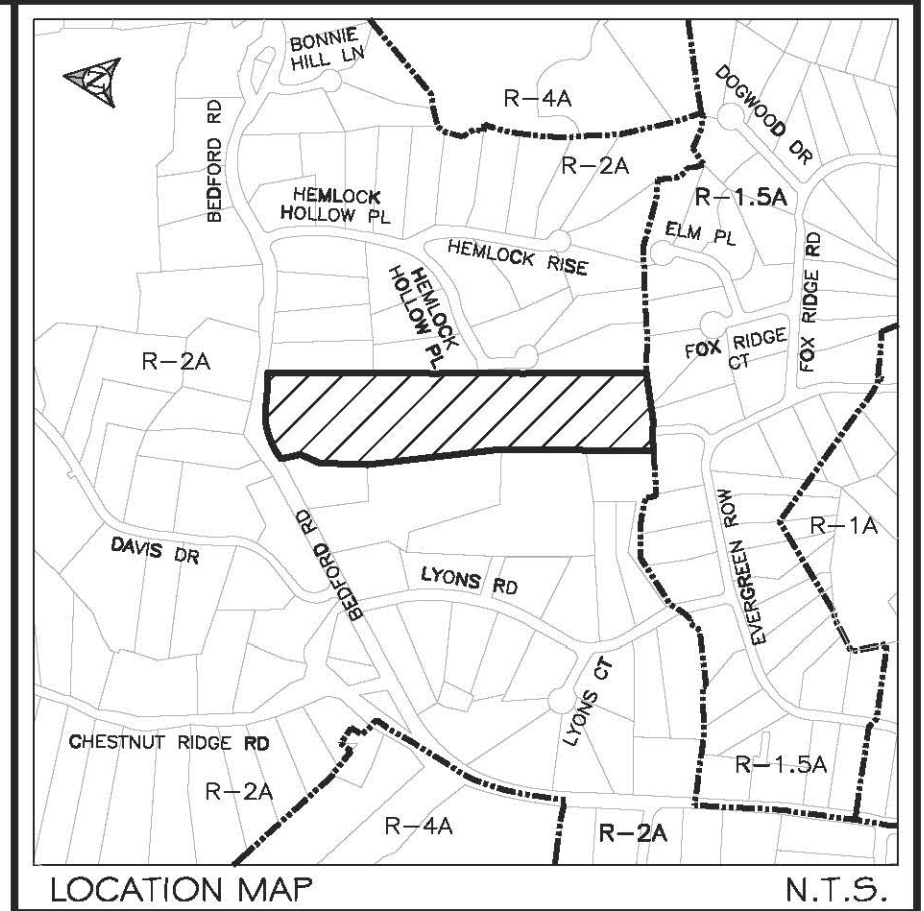 BONNIE
HILL LN
N
R-4A
DOGWOOD DR
BEDFORD RD
R-2A
HEMLOCK
HOLLOW PL
R-1.5A
ELM PL
HEMLOCK RISE
HEMLOCK
HOLLOW PL
FOX RIDGE RD
FOX RIDGE
CT
R-2A
R-1A
DAVIS DR
BEDFORD RD
LYONS RD
EVERGREEN ROW
LYONS CT
CHESTNUT RIDGE RD
R-2A
R-1.5A
R-4A
R-2A
LOCATION MAP
N.T.S.